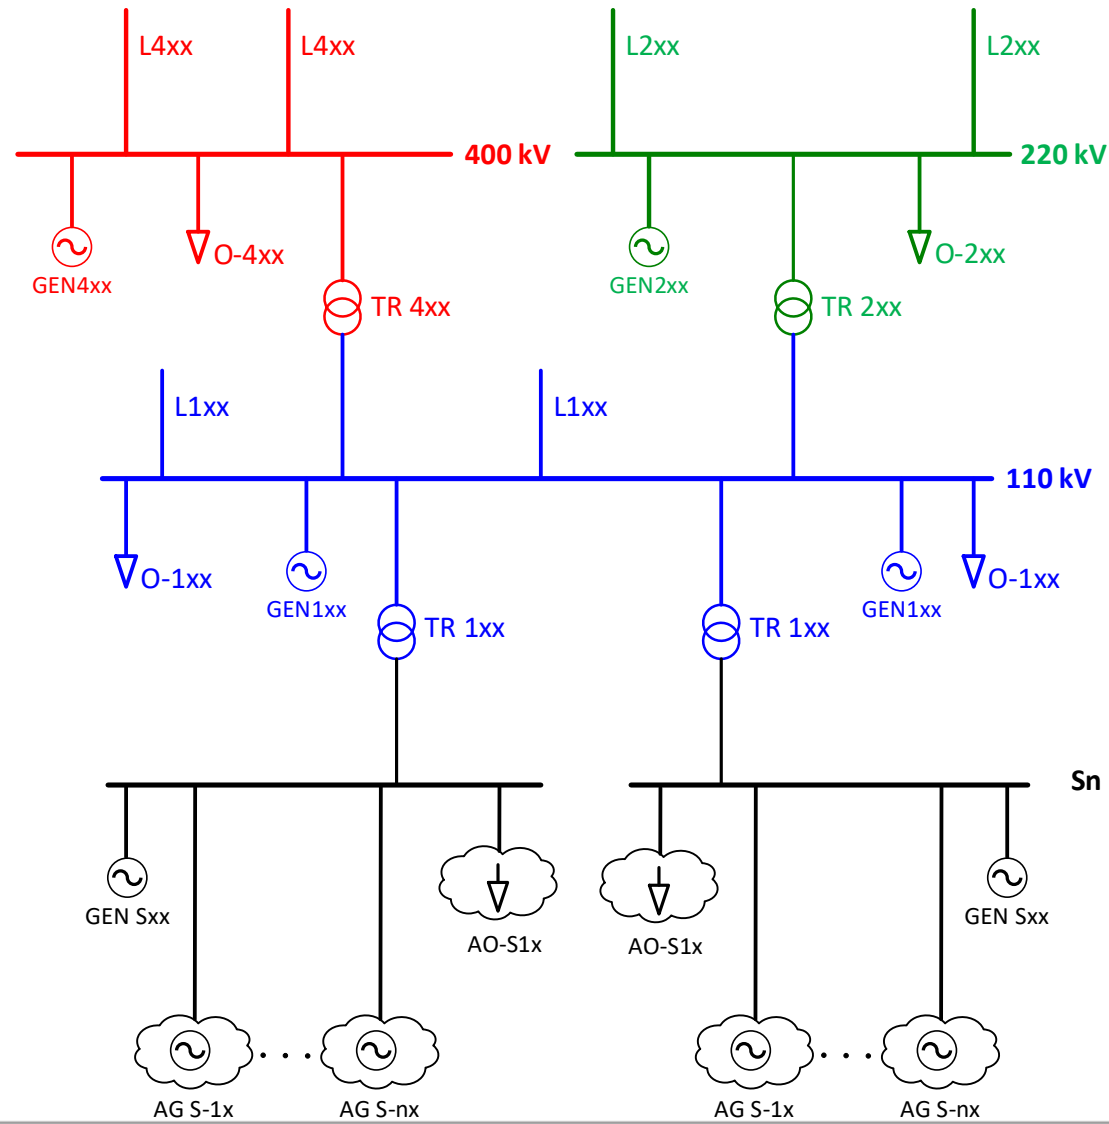 L4xx
L4xx
L2xx
L2xx
400 kV
220 kV
O-4xx
O-2xx
GEN4xx
GEN2xx
TR 4xx
TR 2xx
L1xx
L1xx
110 kV
O-1xx
O-1xx
GEN1xx
GEN1xx
TR 1xx
TR 1xx
Sn
GEN Sxx
GEN Sxx
AO-S1x
AO-S1x
AG S-1x
. . .
AG S-nx
AG S-1x
. . .
AG S-nx